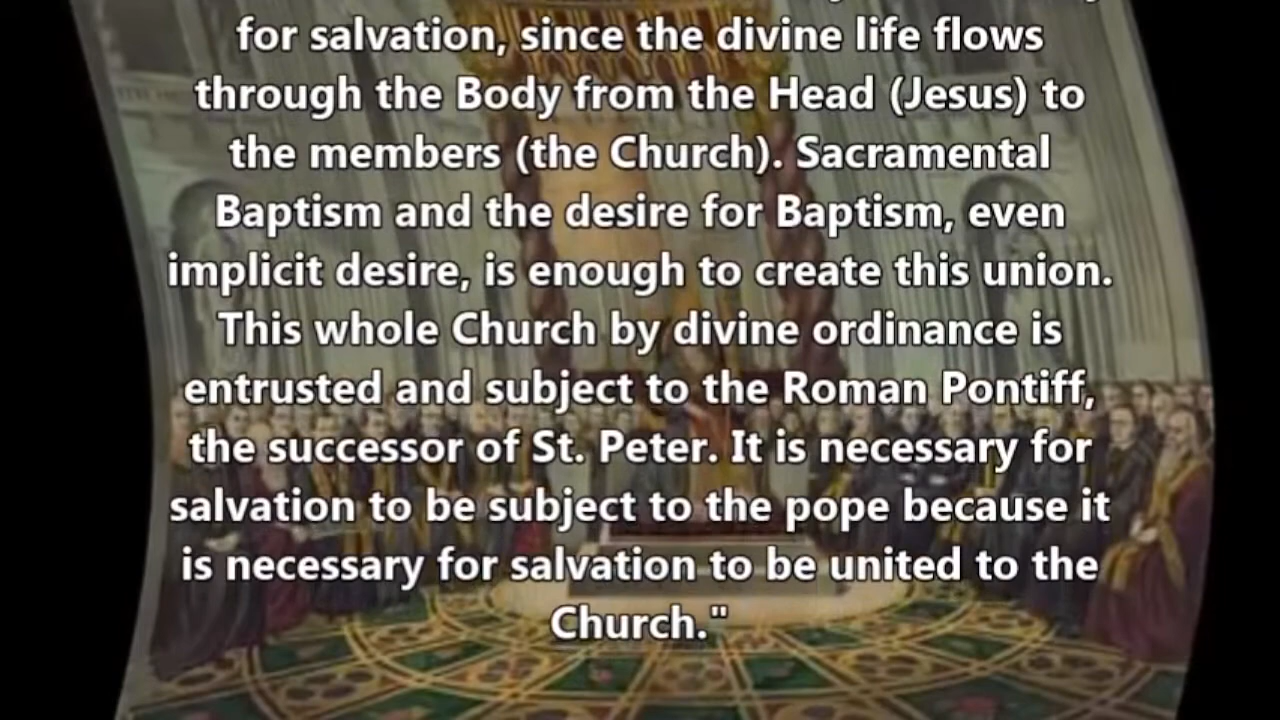 for salvation, since the divine life flows
through the Body from the Head (Jesus) to
the members (the Church). Sacramental
Baptism and the desire for Baptism, even
implicit desire, is enough to create this union.
This whole Church by divine ordinance is
entrusted and subject to the Roman Pontiff,
the successor of St. Peter. It is necessary for
salvation to be subject to the pope because it
is necessary for salvation to be united to the
Church."